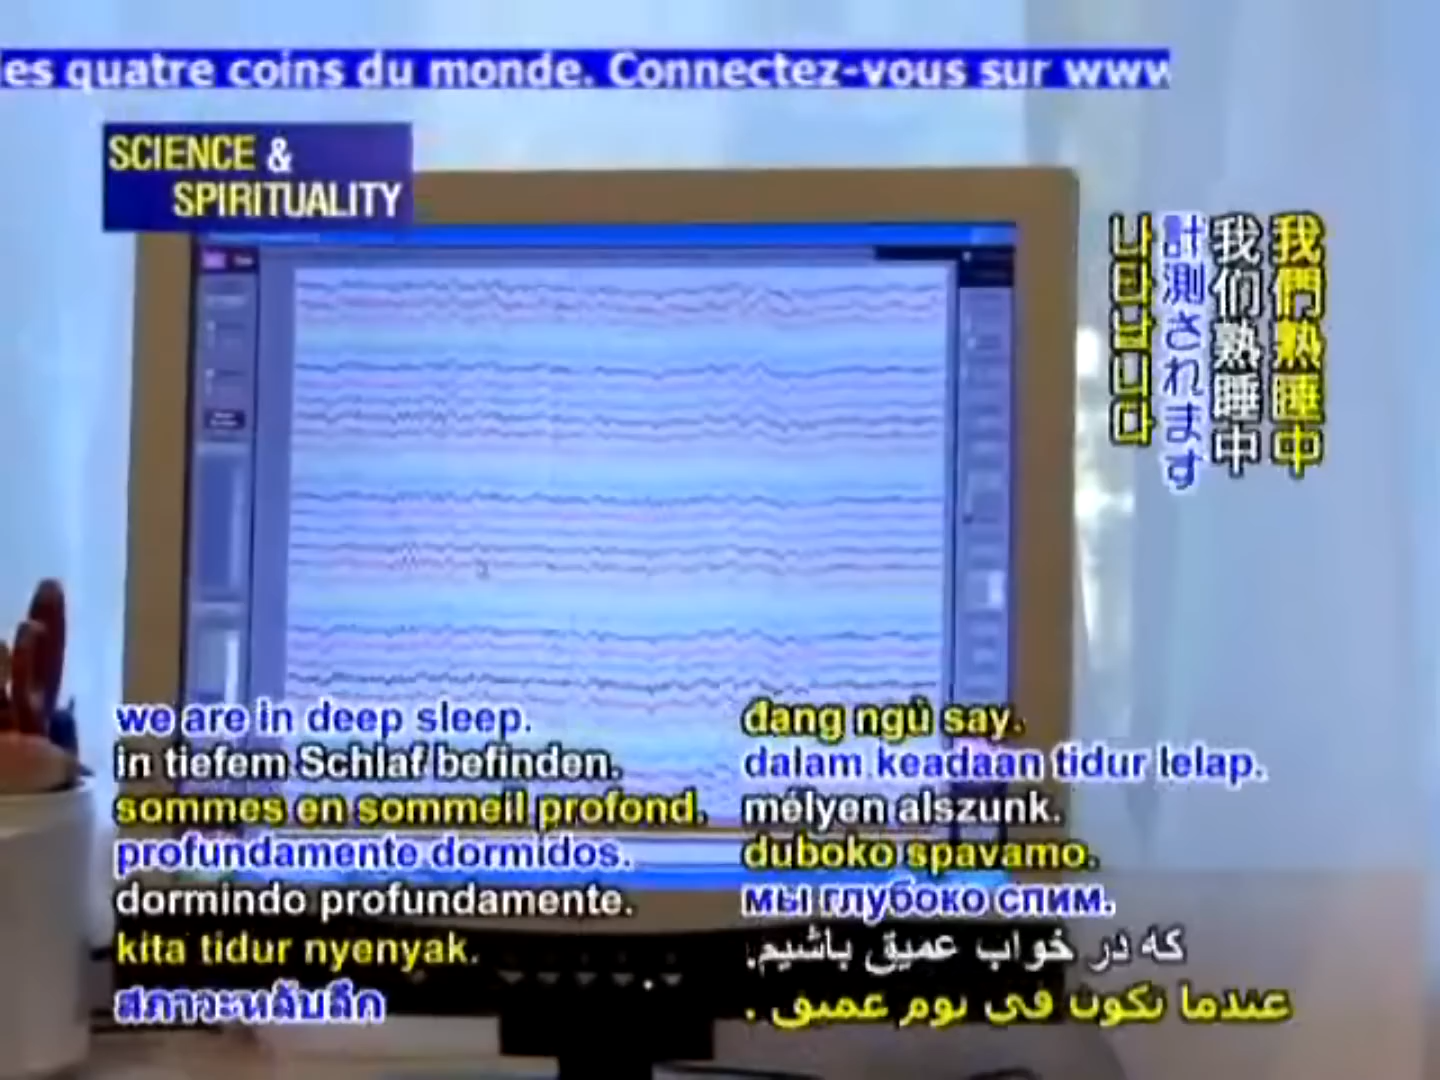 les quatre coins du monde. Connectez-vous sur www
SCIENCE &
SPIRITUALITY
我們熟睡中
我们熟睡中
計測されます
나타납니다
we are in deep sleep.
in tiefem Schlaf befinden.
sommes en sommeil profond.
profundamente dormidos.
dormindo profundamente.
kita tidur nyenyak.
สภาวะหลับลึก
đang ngủ say.
dalam keadaan tidur lelap.
mélyen alszunk.
duboko spavamo.
мы глубоко спим.
که در خواب عمیق باشیم.
عندما نكون في نوم عميق .